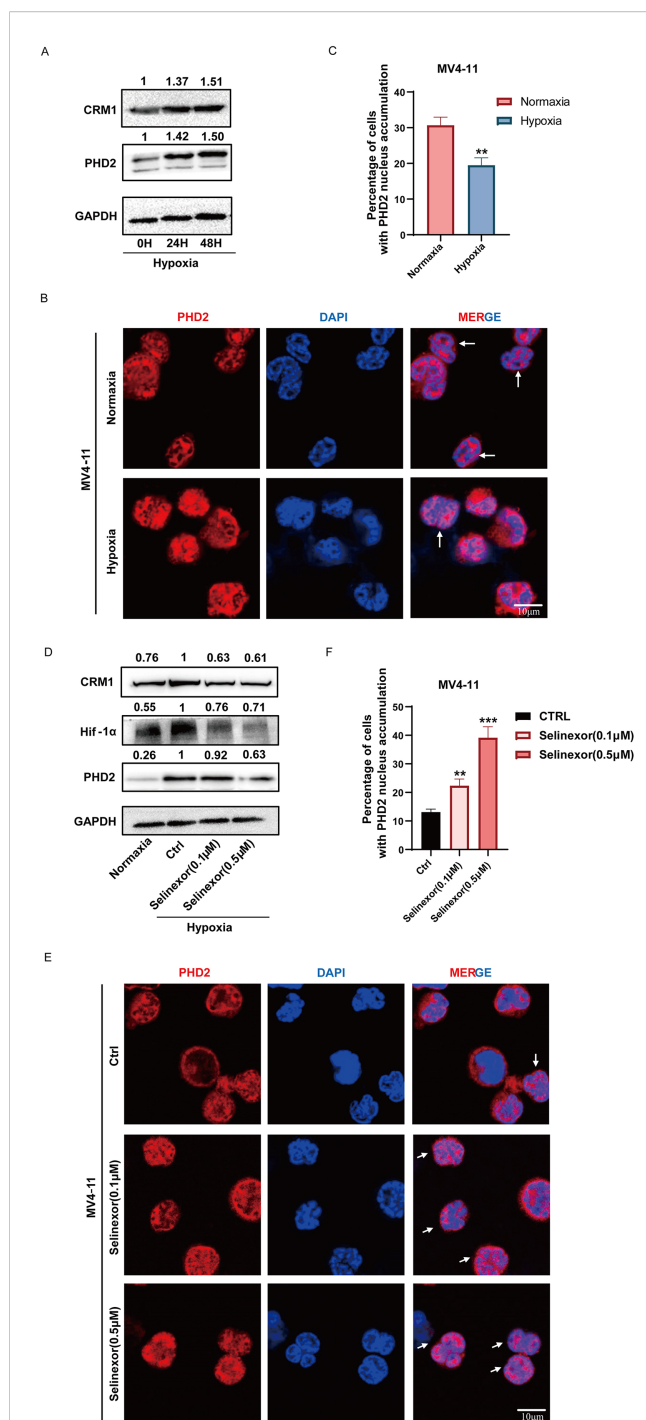 A
1 1.37 1.51
CRM1
1 1.42 1.50
PHD2
GAPDH
0H 24H 48H
Hypoxia
C
MV4-11
Percentage of cells
with PHD2 nucleus accumulation
40
30
20
10
0
**
Normaxia
Hypoxia
Normaxia
Hypoxia
B
PHD2 DAPI MERGE
MV4-11
Normaxia
Hypoxia
10μm
D
0.76 1 0.63 0.61
CRM1
0.55 1 0.76 0.71
Hif-1α
0.26 1 0.92 0.63
PHD2
GAPDH
Normaxia
Ctrl
Selinexor(0.1μM)
Selinexor(0.5μM)
Hypoxia
F
MV4-11
Percentage of cells
with PHD2 nucleus accumulation
50
40
30
20
10
0
**
***
Ctrl
Selinexor(0.1μM)
Selinexor(0.5μM)
CTRL
Selinexor(0.1μM)
Selinexor(0.5μM)
E
PHD2 DAPI MERGE
MV4-11
Ctrl
Selinexor(0.1μM)
Selinexor(0.5μM)
10μm